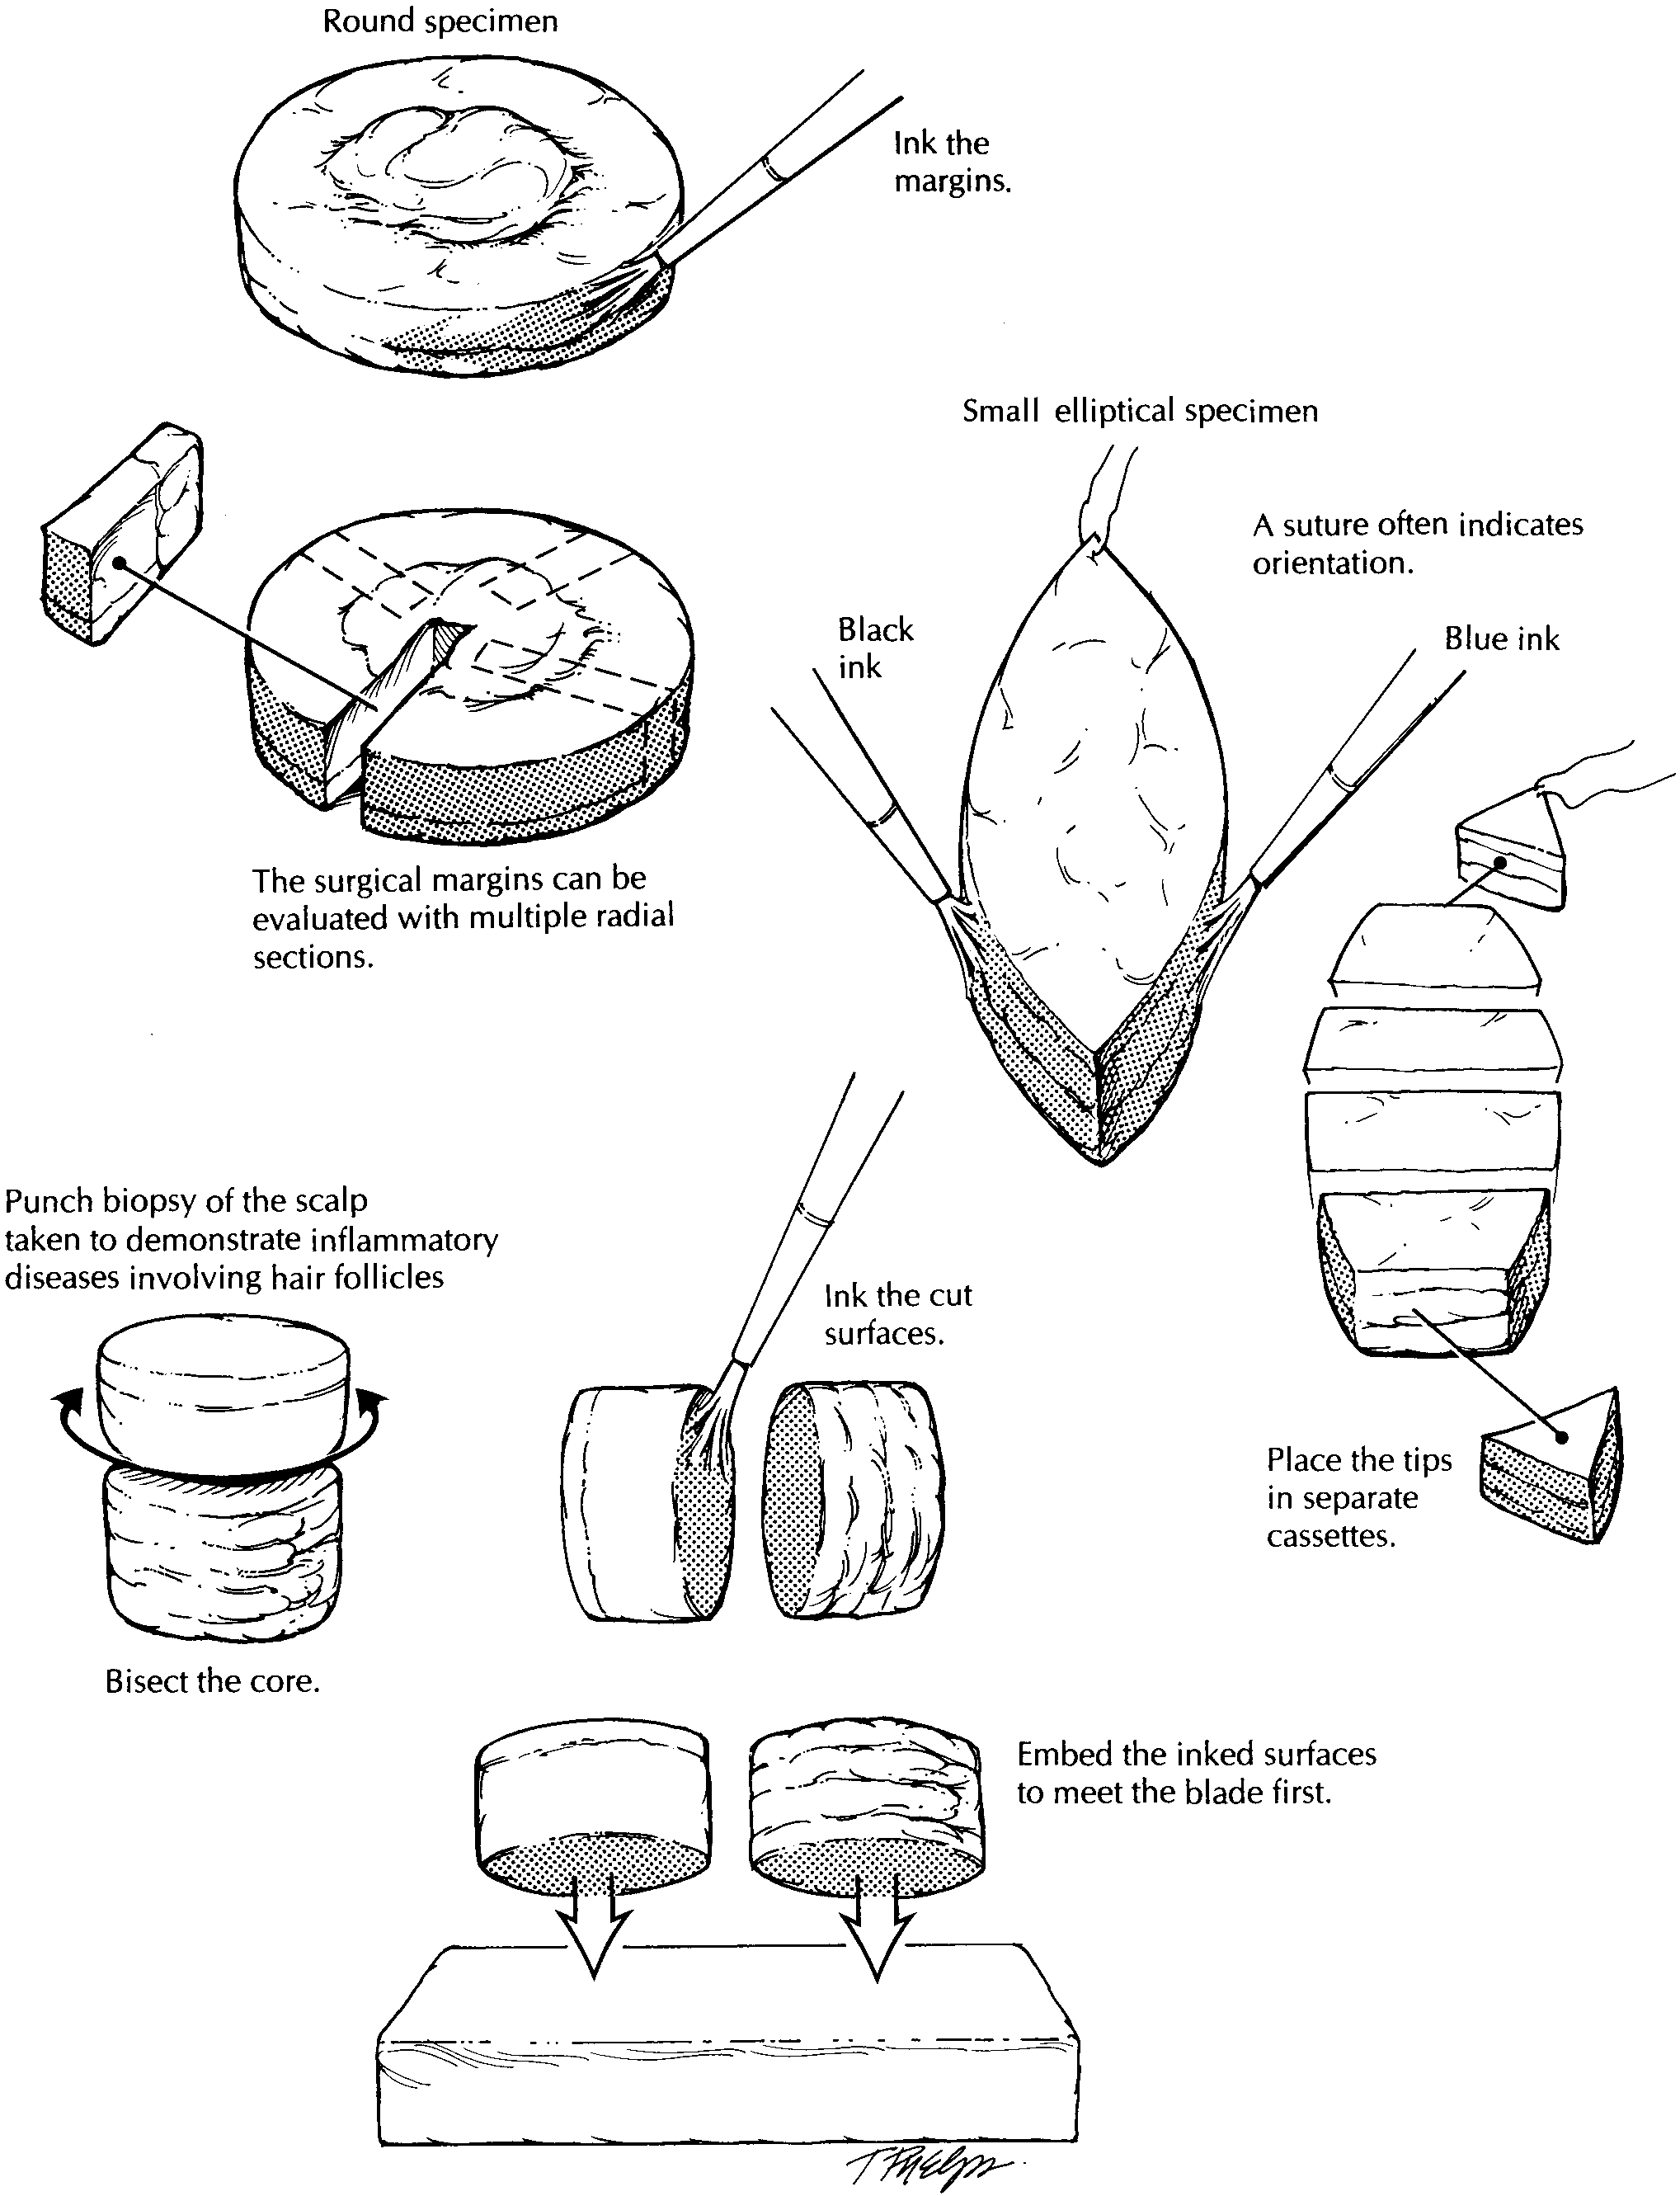 Round specimen
Ink the
margins.
The surgical margins can be
evaluated with multiple radial
sections.
Small elliptical specimen
A suture often indicates
orientation.
Black
ink
Blue ink
Place the tips
in separate
cassettes.
Punch biopsy of the scalp
taken to demonstrate inflammatory
diseases involving hair follicles
Bisect the core.
Ink the cut
surfaces.
Embed the inked surfaces
to meet the blade first.
T Phelps